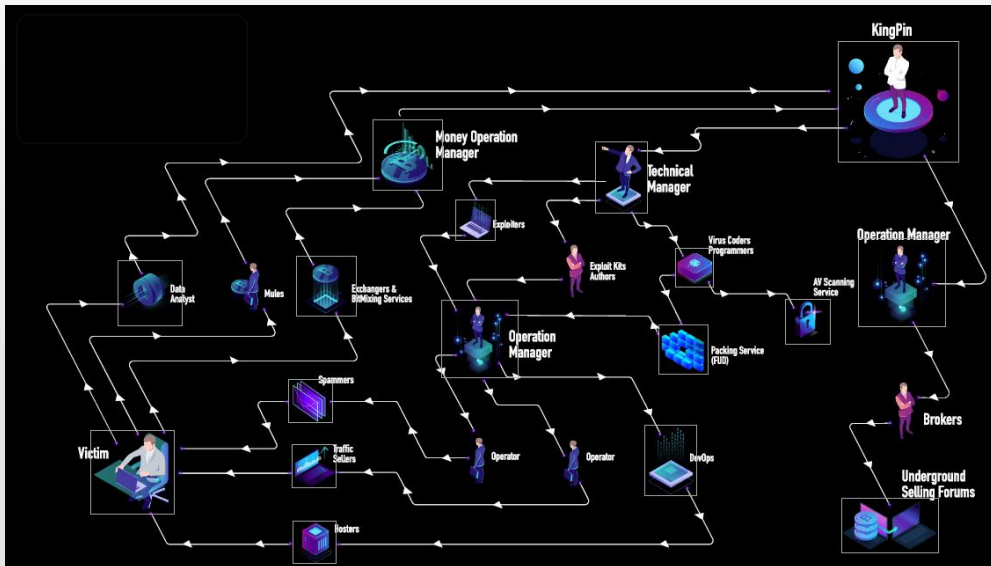 KingPin
Money Operation
Manager
Technical
Manager
Exploiters
Virus Coders
Programmers
Operation Manager
Exploit Kits
Authors
Data
Analyst
Mules
Exchangers &
BitMixing Services
AV Scanning
Service
Operation
Manager
Packing Service
(FUD)
Spammers
Brokers
Victim
Traffic
Sellers
Operator
Operator
DevOps
Underground
Selling Forums
Hosters